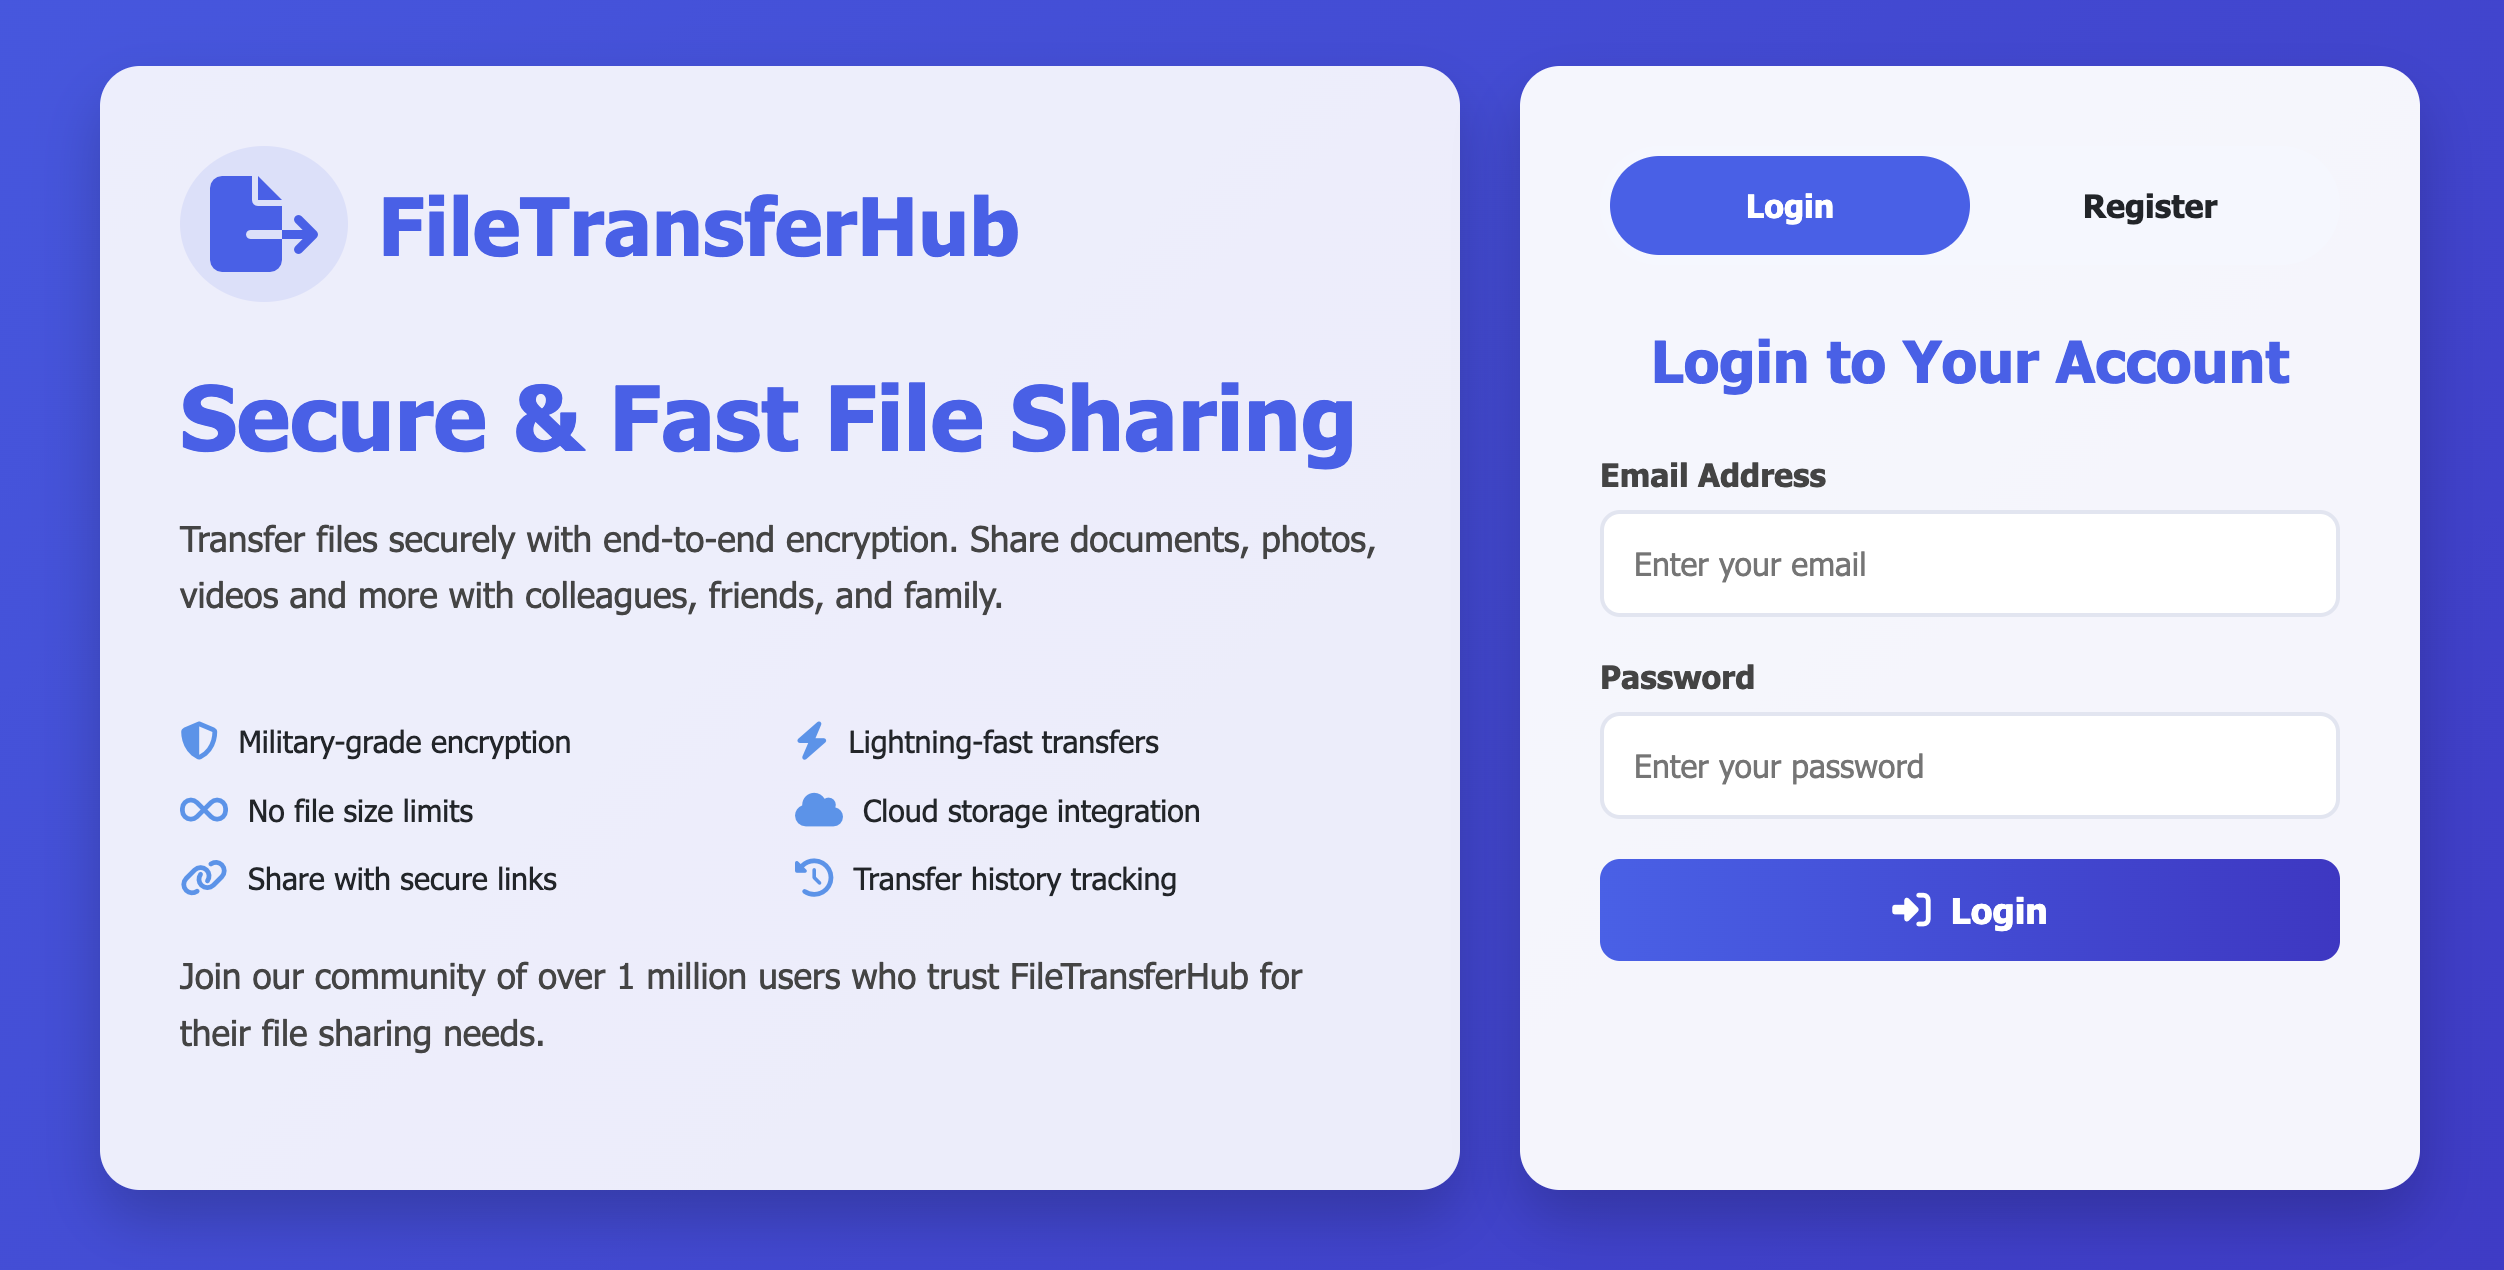 FileTransferHub
Secure & Fast File Sharing
Transfer files securely with end-to-end encryption. Share documents, photos,
videos and more with colleagues, friends, and family.
Military-grade encryption
Lightning-fast transfers
No file size limits
Cloud storage integration
Share with secure links
Transfer history tracking
Join our community of over 1 million users who trust FileTransferHub for
their file sharing needs.
Login
Register
Login to Your Account
Email Address
Enter your email
Password
Enter your password
Login